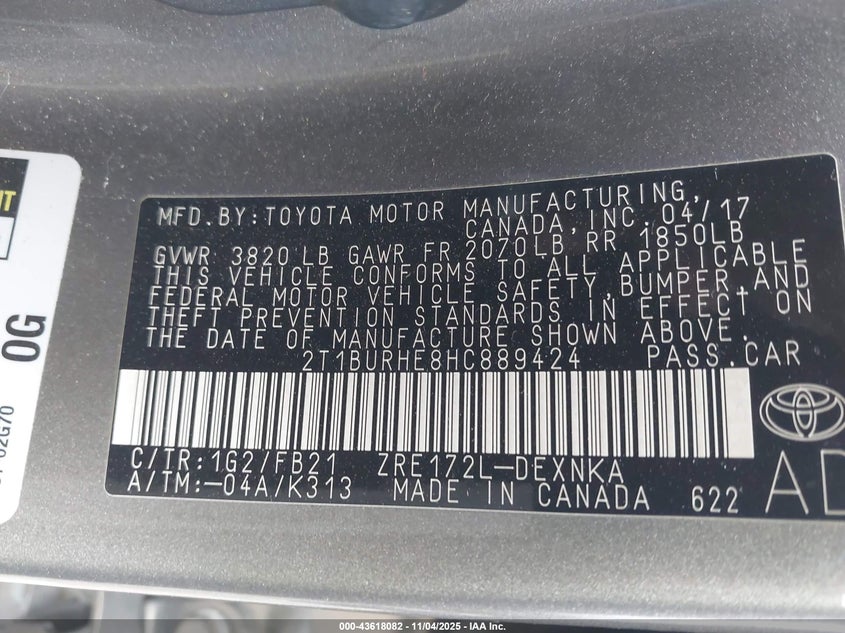 MFD.BY:TOYOTA MOTOR MANUFACTURING,
CANADA,INC.04/17
GVWR 3820 LB GAWR FR 2070LB RR 1850LB
THIS VEHICLE CONFORMS TO ALL APPLICABLE
FEDERAL MOTOR VEHICLE SAFETY,BUMPER,AND
THEFT PREVENTION STANDARDS IN EFFECT ON
THE DATE OF MANUFACTURE SHOWN ABOVE.
2T1BURHE8HC889424 PASS.CAR
C/TR:1G2/FB21 ZRE172L-DEXNKA
A/TM:-04A/K313 MADE IN CANADA 622
AD
OG
02G70
000-43618082 - 11/04/2025 - IAA Inc.